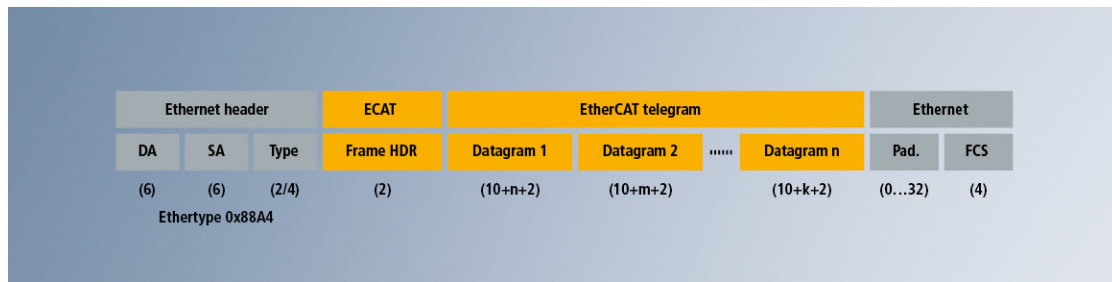 Ethernet header ECAT EtherCAT telegram Ethernet
DA SA Type Frame HDR Datagram 1 Datagram 2 ...... Datagram n Pad. FCS
(6) (6) (2/4) (2) (10+n+2) (10+m+2) (10+k+2) (0...32) (4)
Ethertype 0x88A4